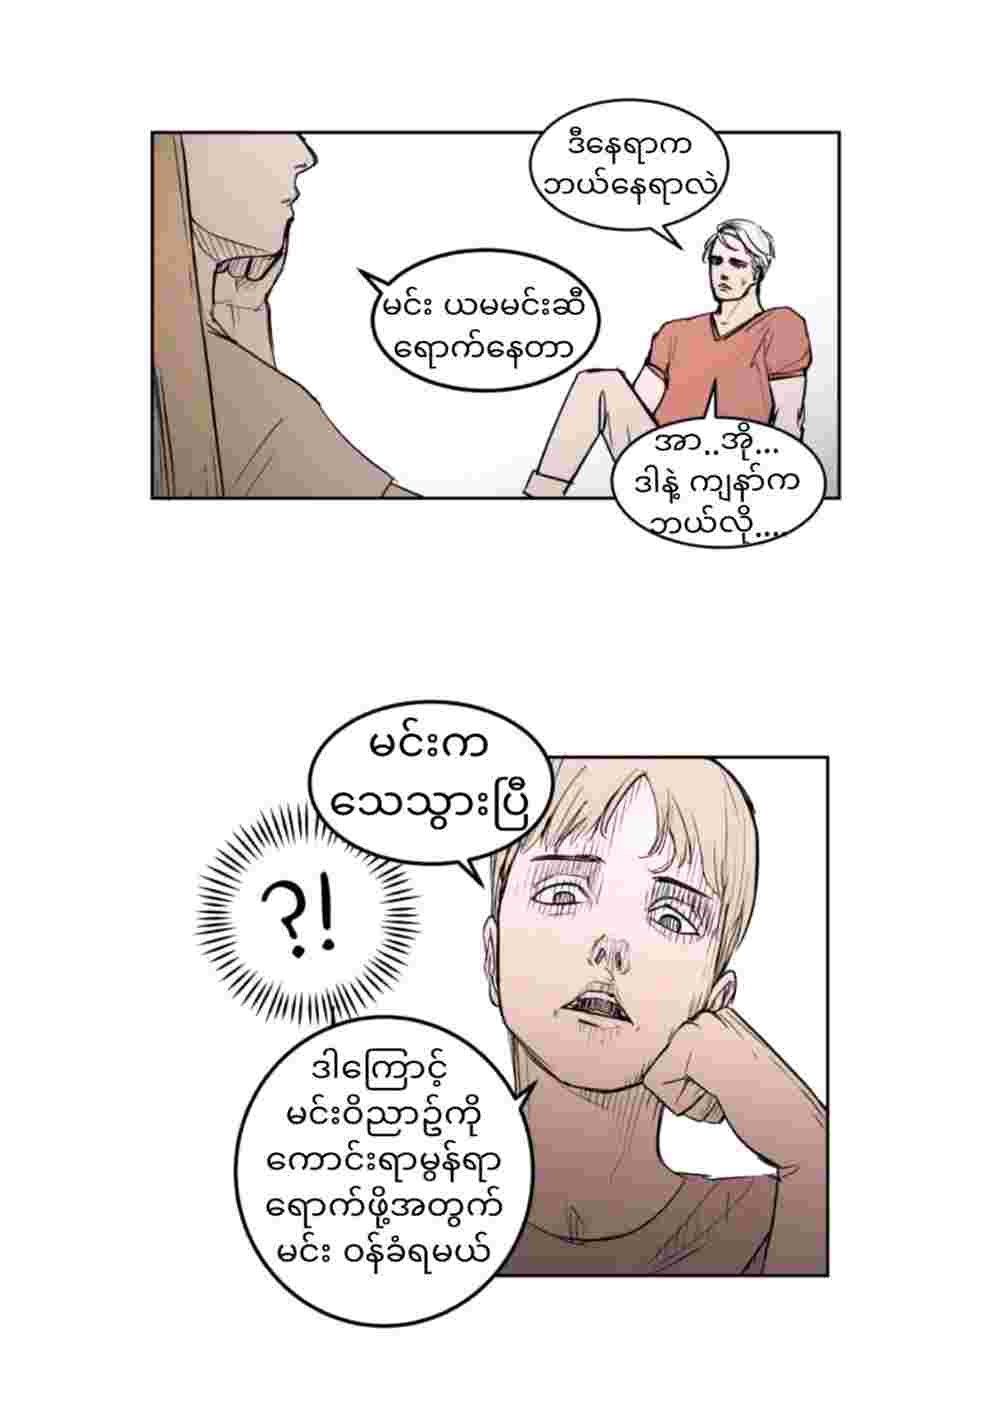 ဒီနေရာက
ဘယ်နေရာလဲ
မင်း ယမမင်းဆီ
ရောက်နေတာ
အာ..အို...
ဒါနဲ့ ကျနာ်က
ဘယ်လို....
မင်းက
သေသွားပြီ
?!
ဒါကြောင့်
မင်းဝိညာဥ်ကို
ကောင်းရာမွန်ရာ
ရောက်ဖို့အတွက်
မင်း ဝန်ခံရမယ်